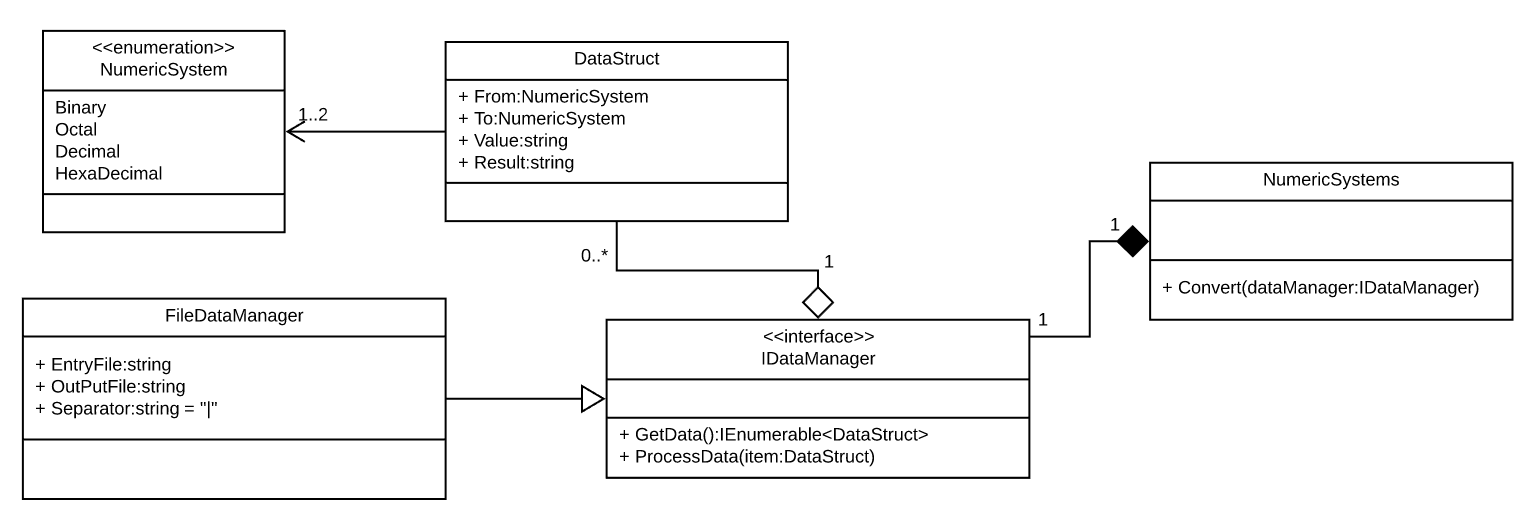 <<enumeration>>
NumericSystem
Binary
Octal
Decimal
HexaDecimal
1..2
DataStruct
+ From:NumericSystem
+ To:NumericSystem
+ Value:string
+ Result:string
0..*
1
NumericSystems
+ Convert(dataManager:IDataManager)
1
1
FileDataManager
+ EntryFile:string
+ OutPutFile:string
+ Separator:string = "|"
<<interface>>
IDataManager
+ GetData():IEnumerable<DataStruct>
+ ProcessData(item:DataStruct)